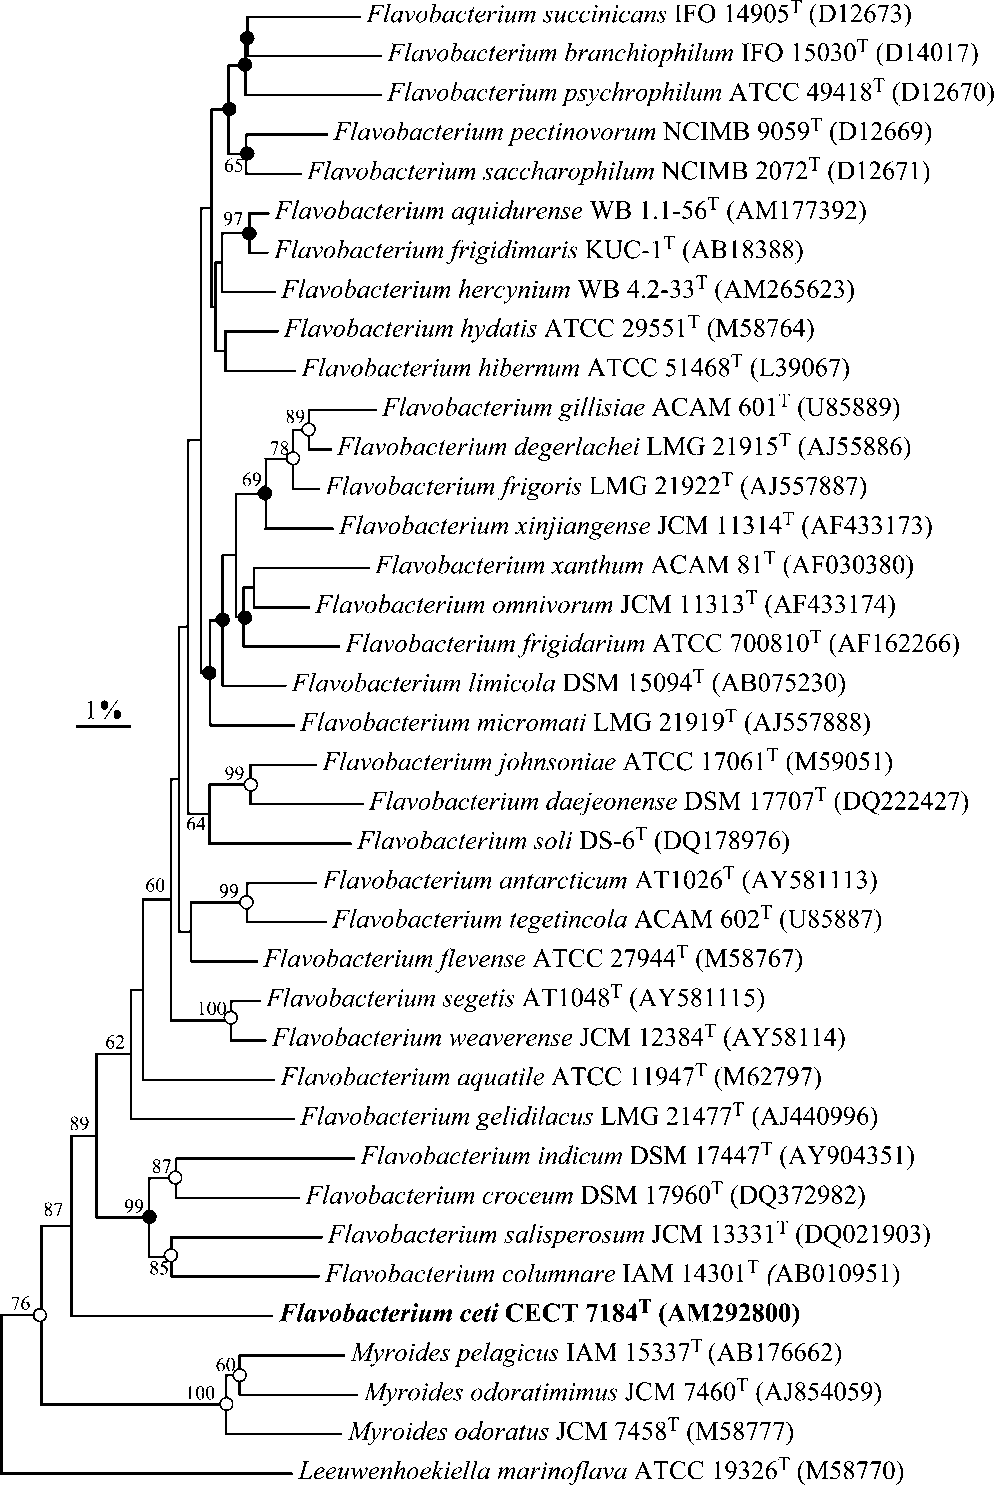 Flavobacterium succinicans IFO 14905T (D12673)
Flavobacterium branchiophilum IFO 15030T (D14017)
Flavobacterium psychrophilum ATCC 49418T (D12670)
Flavobacterium pectinovorum NCIMB 9059T (D12669)
65
Flavobacterium saccharophilum NCIMB 2072T (D12671)
97
Flavobacterium aquidurense WB 1.1-56T (AM177392)
Flavobacterium frigidimaris KUC-1T (AB18388)
Flavobacterium hercynium WB 4.2-33T (AM265623)
Flavobacterium hydatis ATCC 29551T (M58764)
Flavobacterium hibernum ATCC 51468T (L39067)
89
Flavobacterium gillisiae ACAM 601T (U85889)
78
Flavobacterium degerlachei LMG 21915T (AJ55886)
69
Flavobacterium frigoris LMG 21922T (AJ557887)
Flavobacterium xinjiangense JCM 11314T (AF433173)
Flavobacterium xanthum ACAM 81T (AF030380)
Flavobacterium omnivorum JCM 11313T (AF433174)
Flavobacterium frigidarium ATCC 700810T (AF162266)
Flavobacterium limicola DSM 15094T (AB075230)
1%
Flavobacterium micromati LMG 21919T (AJ557888)
Flavobacterium johnsoniae ATCC 17061T (M59051)
99
Flavobacterium daejeonense DSM 17707T (DQ222427)
64
Flavobacterium soli DS-6T (DQ178976)
60
Flavobacterium antarcticum AT1026T (AY581113)
99
Flavobacterium tegetincola ACAM 602T (U85887)
Flavobacterium flevense ATCC 27944T (M58767)
Flavobacterium segetis AT1048T (AY581115)
100
Flavobacterium weaverense JCM 12384T (AY58114)
62
Flavobacterium aquatile ATCC 11947T (M62797)
Flavobacterium gelidilacus LMG 21477T (AJ440996)
89
Flavobacterium indicum DSM 17447T (AY904351)
87
Flavobacterium croceum DSM 17960T (DQ372982)
99
87
Flavobacterium salisperosum JCM 13331T (DQ021903)
85
Flavobacterium columnare IAM 14301T (AB010951)
76
Flavobacterium ceti CECT 7184T (AM292800)
Myroides pelagicus IAM 15337T (AB176662)
60
Myroides odoratimimus JCM 7460T (AJ854059)
100
Myroides odoratus JCM 7458T (M58777)
Leeuwenhoekiella marinoflava ATCC 19326T (M58770)